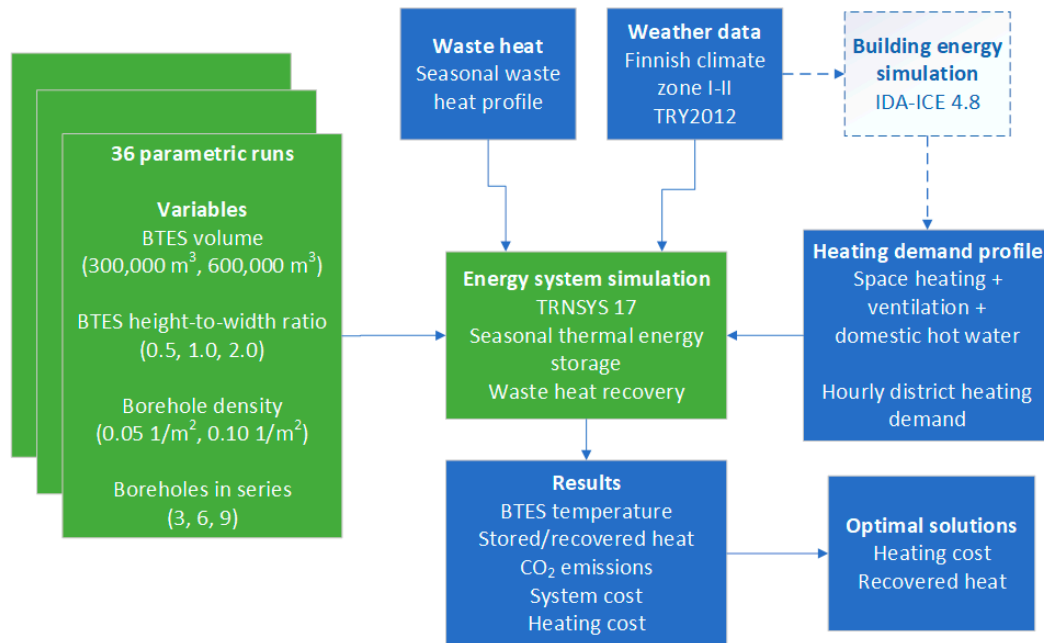 36 parametric runs
Variables
BTES volume
(300,000 m³, 600,000 m³)
BTES height-to-width ratio
(0.5, 1.0, 2.0)
Borehole density
(0.05 1/m², 0.10 1/m²)
Boreholes in series
(3, 6, 9)
Waste heat
Seasonal waste
heat profile
Weather data
Finnish climate
zone I-II
TRY2012
Building energy
simulation
IDA-ICE 4.8
Energy system simulation
TRNSYS 17
Seasonal thermal energy
storage
Waste heat recovery
Heating demand profile
Space heating +
ventilation +
domestic hot water
Hourly district heating
demand
Results
BTES temperature
Stored/recovered heat
CO₂ emissions
System cost
Heating cost
Optimal solutions
Heating cost
Recovered heat